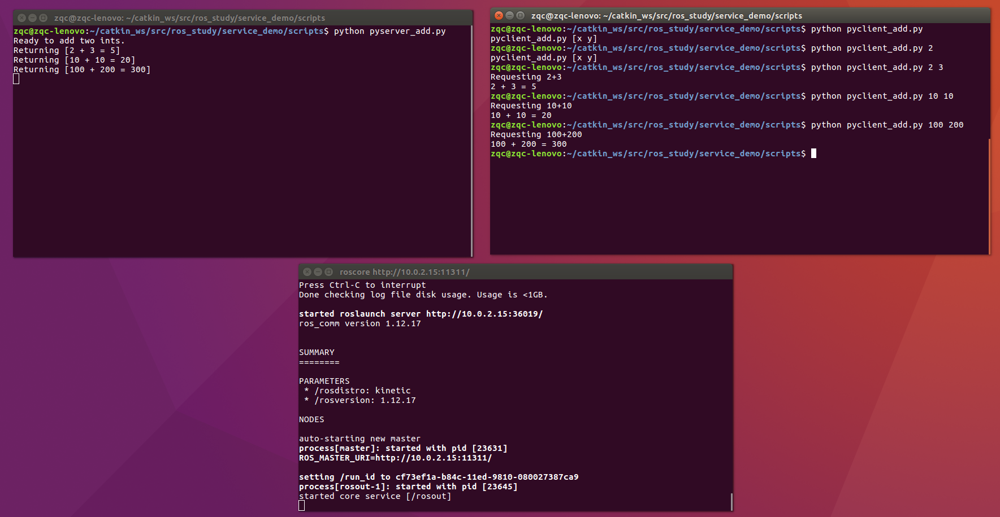 zqc@zqc-lenovo: ~/catkin_ws/src/ros_study/service_demo/scripts
zqc@zqc-lenovo:~/catkin_ws/src/ros_study/service_demo/scripts$ python pyserver_add.py
Ready to add two ints.
Returning [2 + 3 = 5]
Returning [10 + 10 = 20]
Returning [100 + 200 = 300]
zqc@zqc-lenovo: ~/catkin_ws/src/ros_study/service_demo/scripts
zqc@zqc-lenovo:~/catkin_ws/src/ros_study/service_demo/scripts$ python pyclient_add.py
pyclient_add.py [x y]
zqc@zqc-lenovo:~/catkin_ws/src/ros_study/service_demo/scripts$ python pyclient_add.py 2
pyclient_add.py [x y]
zqc@zqc-lenovo:~/catkin_ws/src/ros_study/service_demo/scripts$ python pyclient_add.py 2 3
Requesting 2+3
2 + 3 = 5
zqc@zqc-lenovo:~/catkin_ws/src/ros_study/service_demo/scripts$ python pyclient_add.py 10 10
Requesting 10+10
10 + 10 = 20
zqc@zqc-lenovo:~/catkin_ws/src/ros_study/service_demo/scripts$ python pyclient_add.py 100 200
Requesting 100+200
100 + 200 = 300
zqc@zqc-lenovo:~/catkin_ws/src/ros_study/service_demo/scripts$
roscore http://10.0.2.15:11311/
Press Ctrl-C to interrupt
Done checking log file disk usage. Usage is <1GB.
started roslaunch server http://10.0.2.15:36019/
ros_comm version 1.12.17
SUMMARY
========
PARAMETERS
* /rosdistro: kinetic
* /rosversion: 1.12.17
NODES
auto-starting new master
process[master]: started with pid [23631]
ROS_MASTER_URI=http://10.0.2.15:11311/
setting /run_id to cf73ef1a-b84c-11ed-9810-080027387ca9
process[rosout-1]: started with pid [23645]
started core service [/rosout]